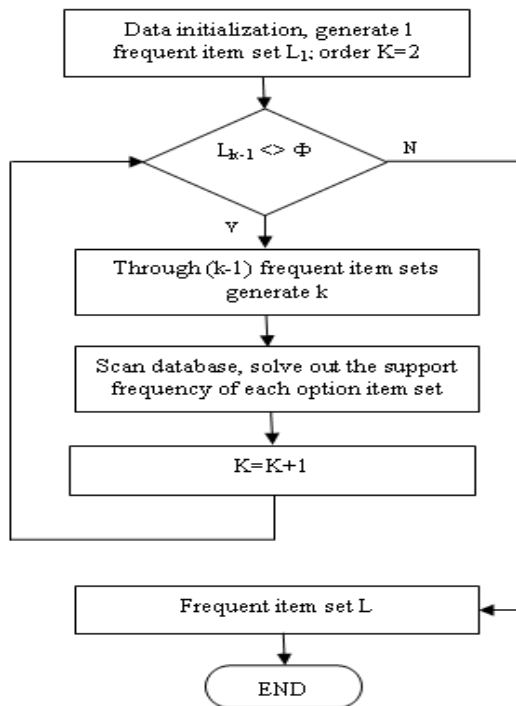 Data initialization, generate 1
frequent item set L₁; order K=2
Lk-1 <> Φ
N
Y
Through (k-1) frequent item sets
generate k
Scan database, solve out the support
frequency of each option item set
K=K+1
Frequent item set L
END